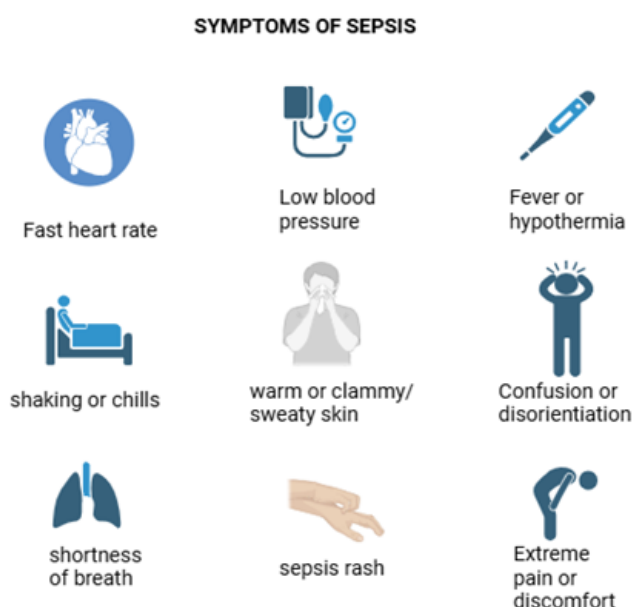 SYMPTOMS OF SEPSIS
Fast heart rate
Low blood
pressure
Fever or
hypothermia
shaking or chills
warm or clammy/
sweaty skin
Confusion or
disorientiation
shortness
of breath
sepsis rash
Extreme
pain or
discomfort